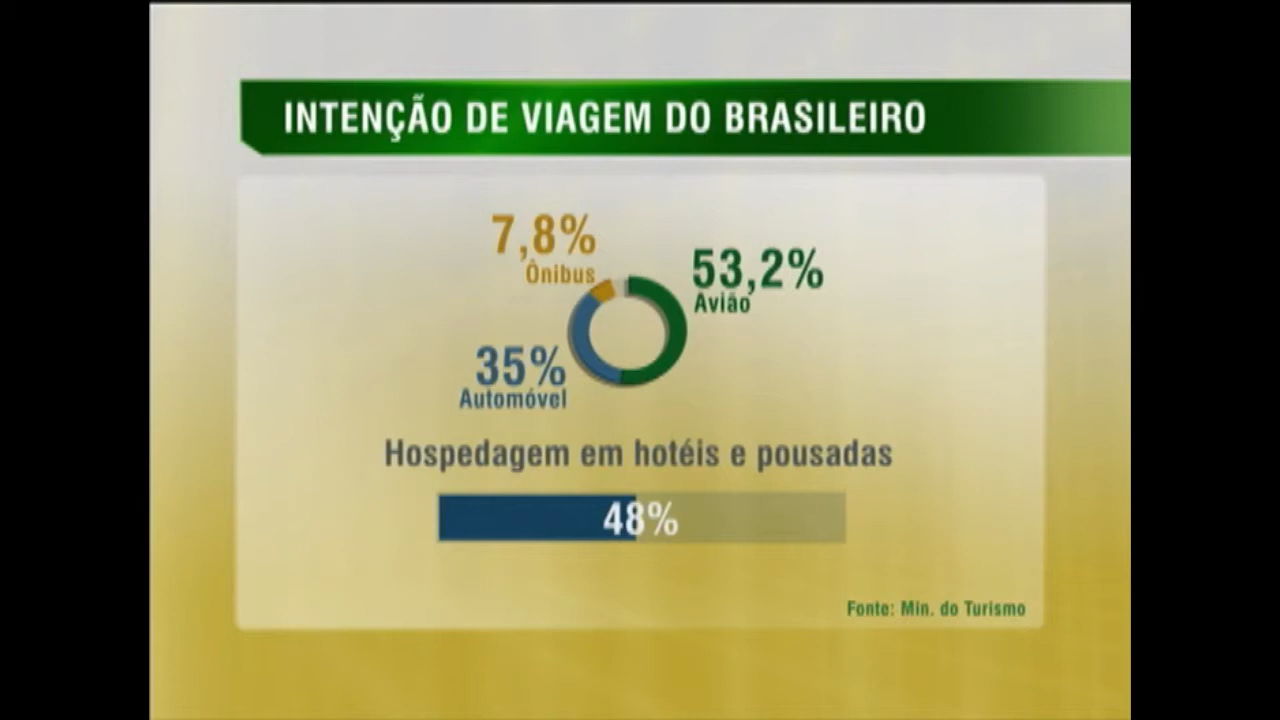 INTENÇÃO DE VIAGEM DO BRASILEIRO
7,8%
Ônibus
53,2%
Avião
35%
Automóvel
Hospedagem em hotéis e pousadas
48%
Fonte: Min. do Turismo